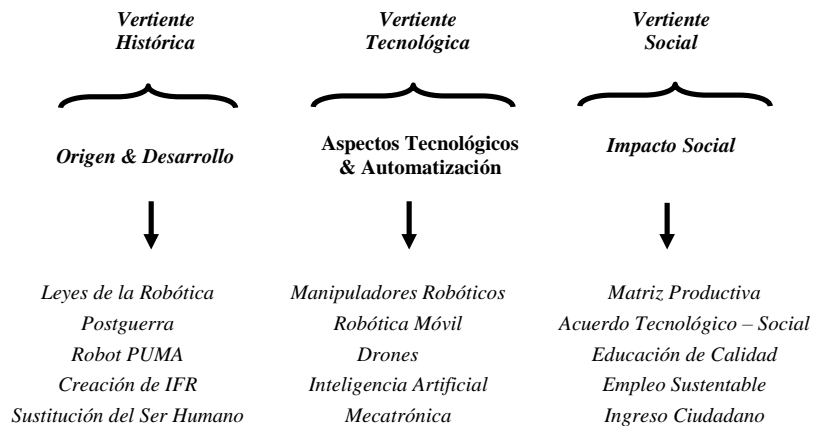 Vertiente
Histórica
Origen & Desarrollo
Leyes de la Robótica
Postguerra
Robot PUMA
Creación de IFR
Sustitución del Ser Humano
Vertiente
Tecnológica
Aspectos Tecnológicos
& Automatización
Manipuladores Robóticos
Robótica Móvil
Drones
Inteligencia Artificial
Mecatrónica
Vertiente
Social
Impacto Social
Matriz Productiva
Acuerdo Tecnológico – Social
Educación de Calidad
Empleo Sustentable
Ingreso Ciudadano